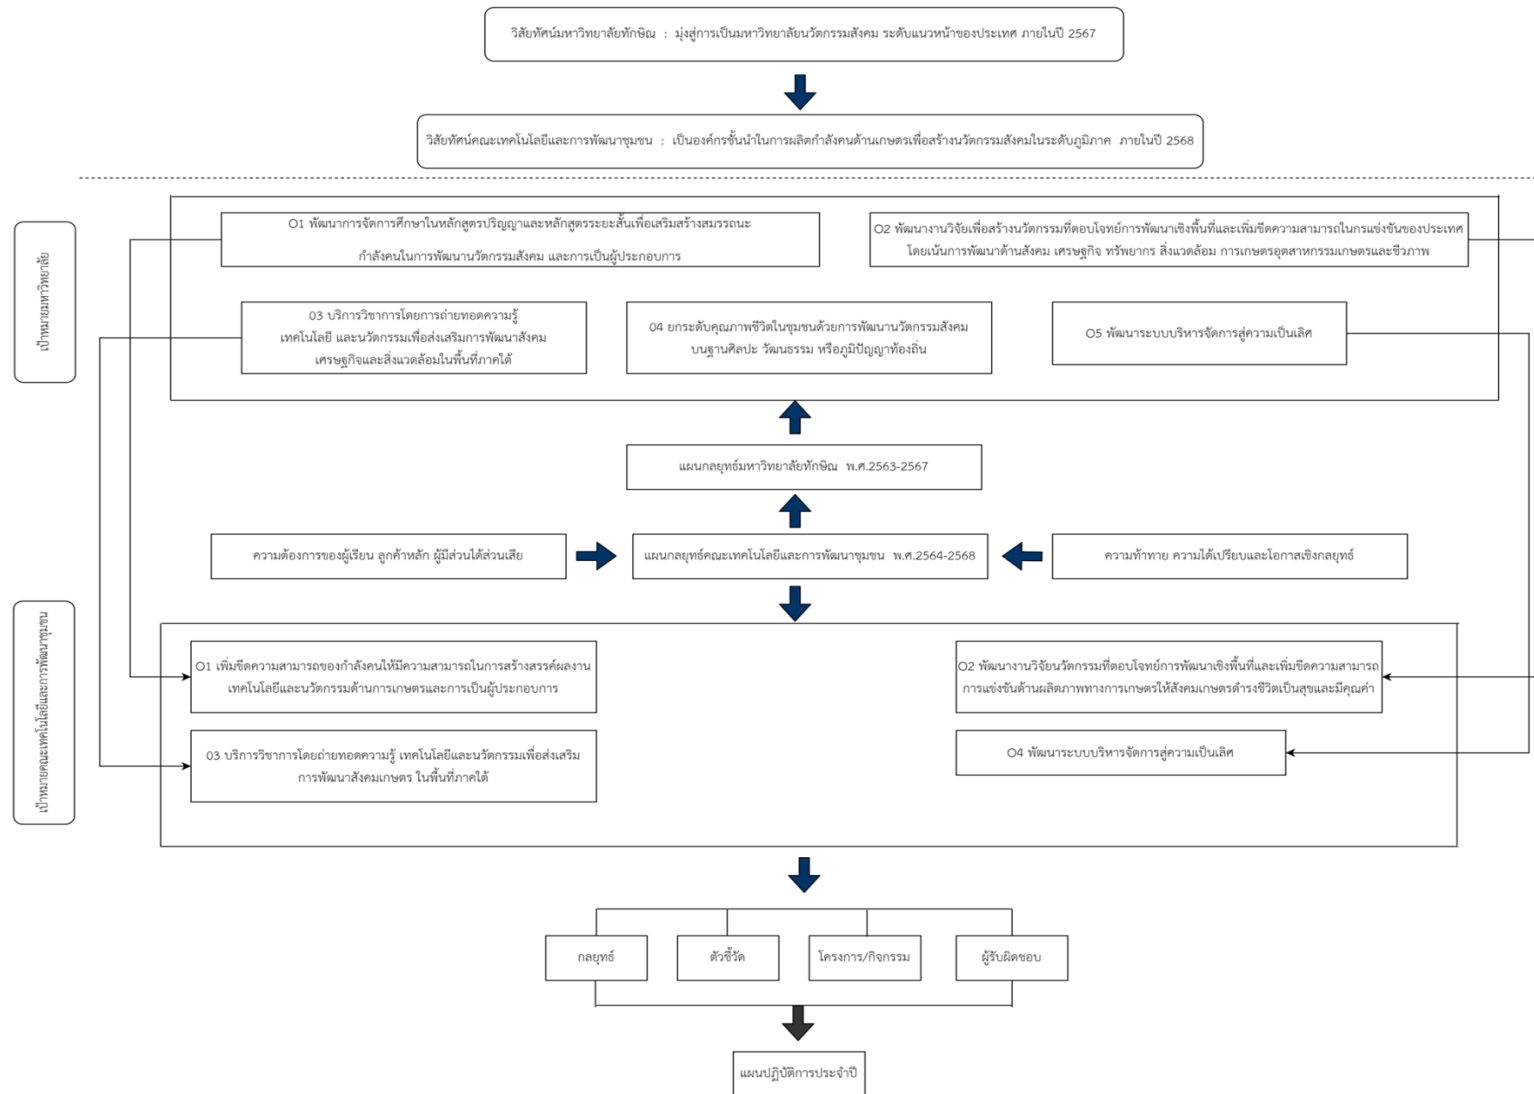 วิสัยทัศน์มหาวิทยาลัยทักษิณ : มุ่งสู่การเป็นมหาวิทยาลัยนวัตกรรมสังคม ระดับแนวหน้าของประเทศ ภายในปี 2567
วิสัยทัศน์คณะเทคโนโลยีและการพัฒนาชุมชน : เป็นองค์กรชั้นนำในการผลิตกำลังคนด้านเกษตรเพื่อสร้างนวัตกรรมสังคมในระดับภูมิภาค ภายในปี 2568
เป้าหมายมหาวิทยาลัย
O1 พัฒนาการจัดการศึกษาในหลักสูตรปริญญาและหลักสูตรระยะสั้นเพื่อเสริมสร้างสมรรถนะ
กำลังคนในการพัฒนานวัตกรรมสังคม และการเป็นผู้ประกอบการ
O2 พัฒนางานวิจัยเพื่อสร้างนวัตกรรมที่ตอบโจทย์การพัฒนาเชิงพื้นที่และเพิ่มขีดความสามารถในกรแข่งขันของประเทศ
โดยเน้นการพัฒนาด้านสังคม เศรษฐกิจ ทรัพยากร สิ่งแวดล้อม การเกษตรอุตสาหกรรมเกษตรและชีวภาพ
03 บริการวิชาการโดยการถ่ายทอดความรู้
เทคโนโลยี และนวัตกรรมเพื่อส่งเสริมการพัฒนาสังคม
เศรษฐกิจและสิ่งแวดล้อมในพื้นที่ภาคใต้
04 ยกระดับคุณภาพชีวิตในชุมชนด้วยการพัฒนานวัตกรรมสังคม
บนฐานศิลปะ วัฒนธรรม หรือภูมิปัญญาท้องถิ่น
O5 พัฒนาระบบบริหารจัดการสู่ความเป็นเลิศ
แผนกลยุทธ์มหาวิทยาลัยทักษิณ พ.ศ.2563-2567
ความต้องการของผู้เรียน ลูกค้าหลัก ผู้มีส่วนได้ส่วนเสีย
แผนกลยุทธ์คณะเทคโนโลยีและการพัฒนาชุมชน พ.ศ.2564-2568
ความท้าทาย ความได้เปรียบและโอกาสเชิงกลยุทธ์
เป้าหมายคณะเทคโนโลยีและการพัฒนาชุมชน
O1 เพิ่มขีดความสามารถของกำลังคนให้มีความสามารถในการสร้างสรรค์ผลงาน
เทคโนโลยีและนวัตกรรมด้านการเกษตรและการเป็นผู้ประกอบการ
O2 พัฒนางานวิจัยนวัตกรรมที่ตอบโจทย์การพัฒนาเชิงพื้นที่และเพิ่มขีดความสามารถ
การแข่งขันด้านผลิตภาพทางการเกษตรให้สังคมเกษตรดำรงชีวิตเป็นสุขและมีคุณค่า
03 บริการวิชาการโดยถ่ายทอดความรู้ เทคโนโลยีและนวัตกรรมเพื่อส่งเสริม
การพัฒนาสังคมเกษตร ในพื้นที่ภาคใต้
O4 พัฒนาระบบบริหารจัดการสู่ความเป็นเลิศ
กลยุทธ์
ตัวชี้วัด
โครงการ/กิจกรรม
ผู้รับผิดชอบ
แผนปฏิบัติการประจำปี